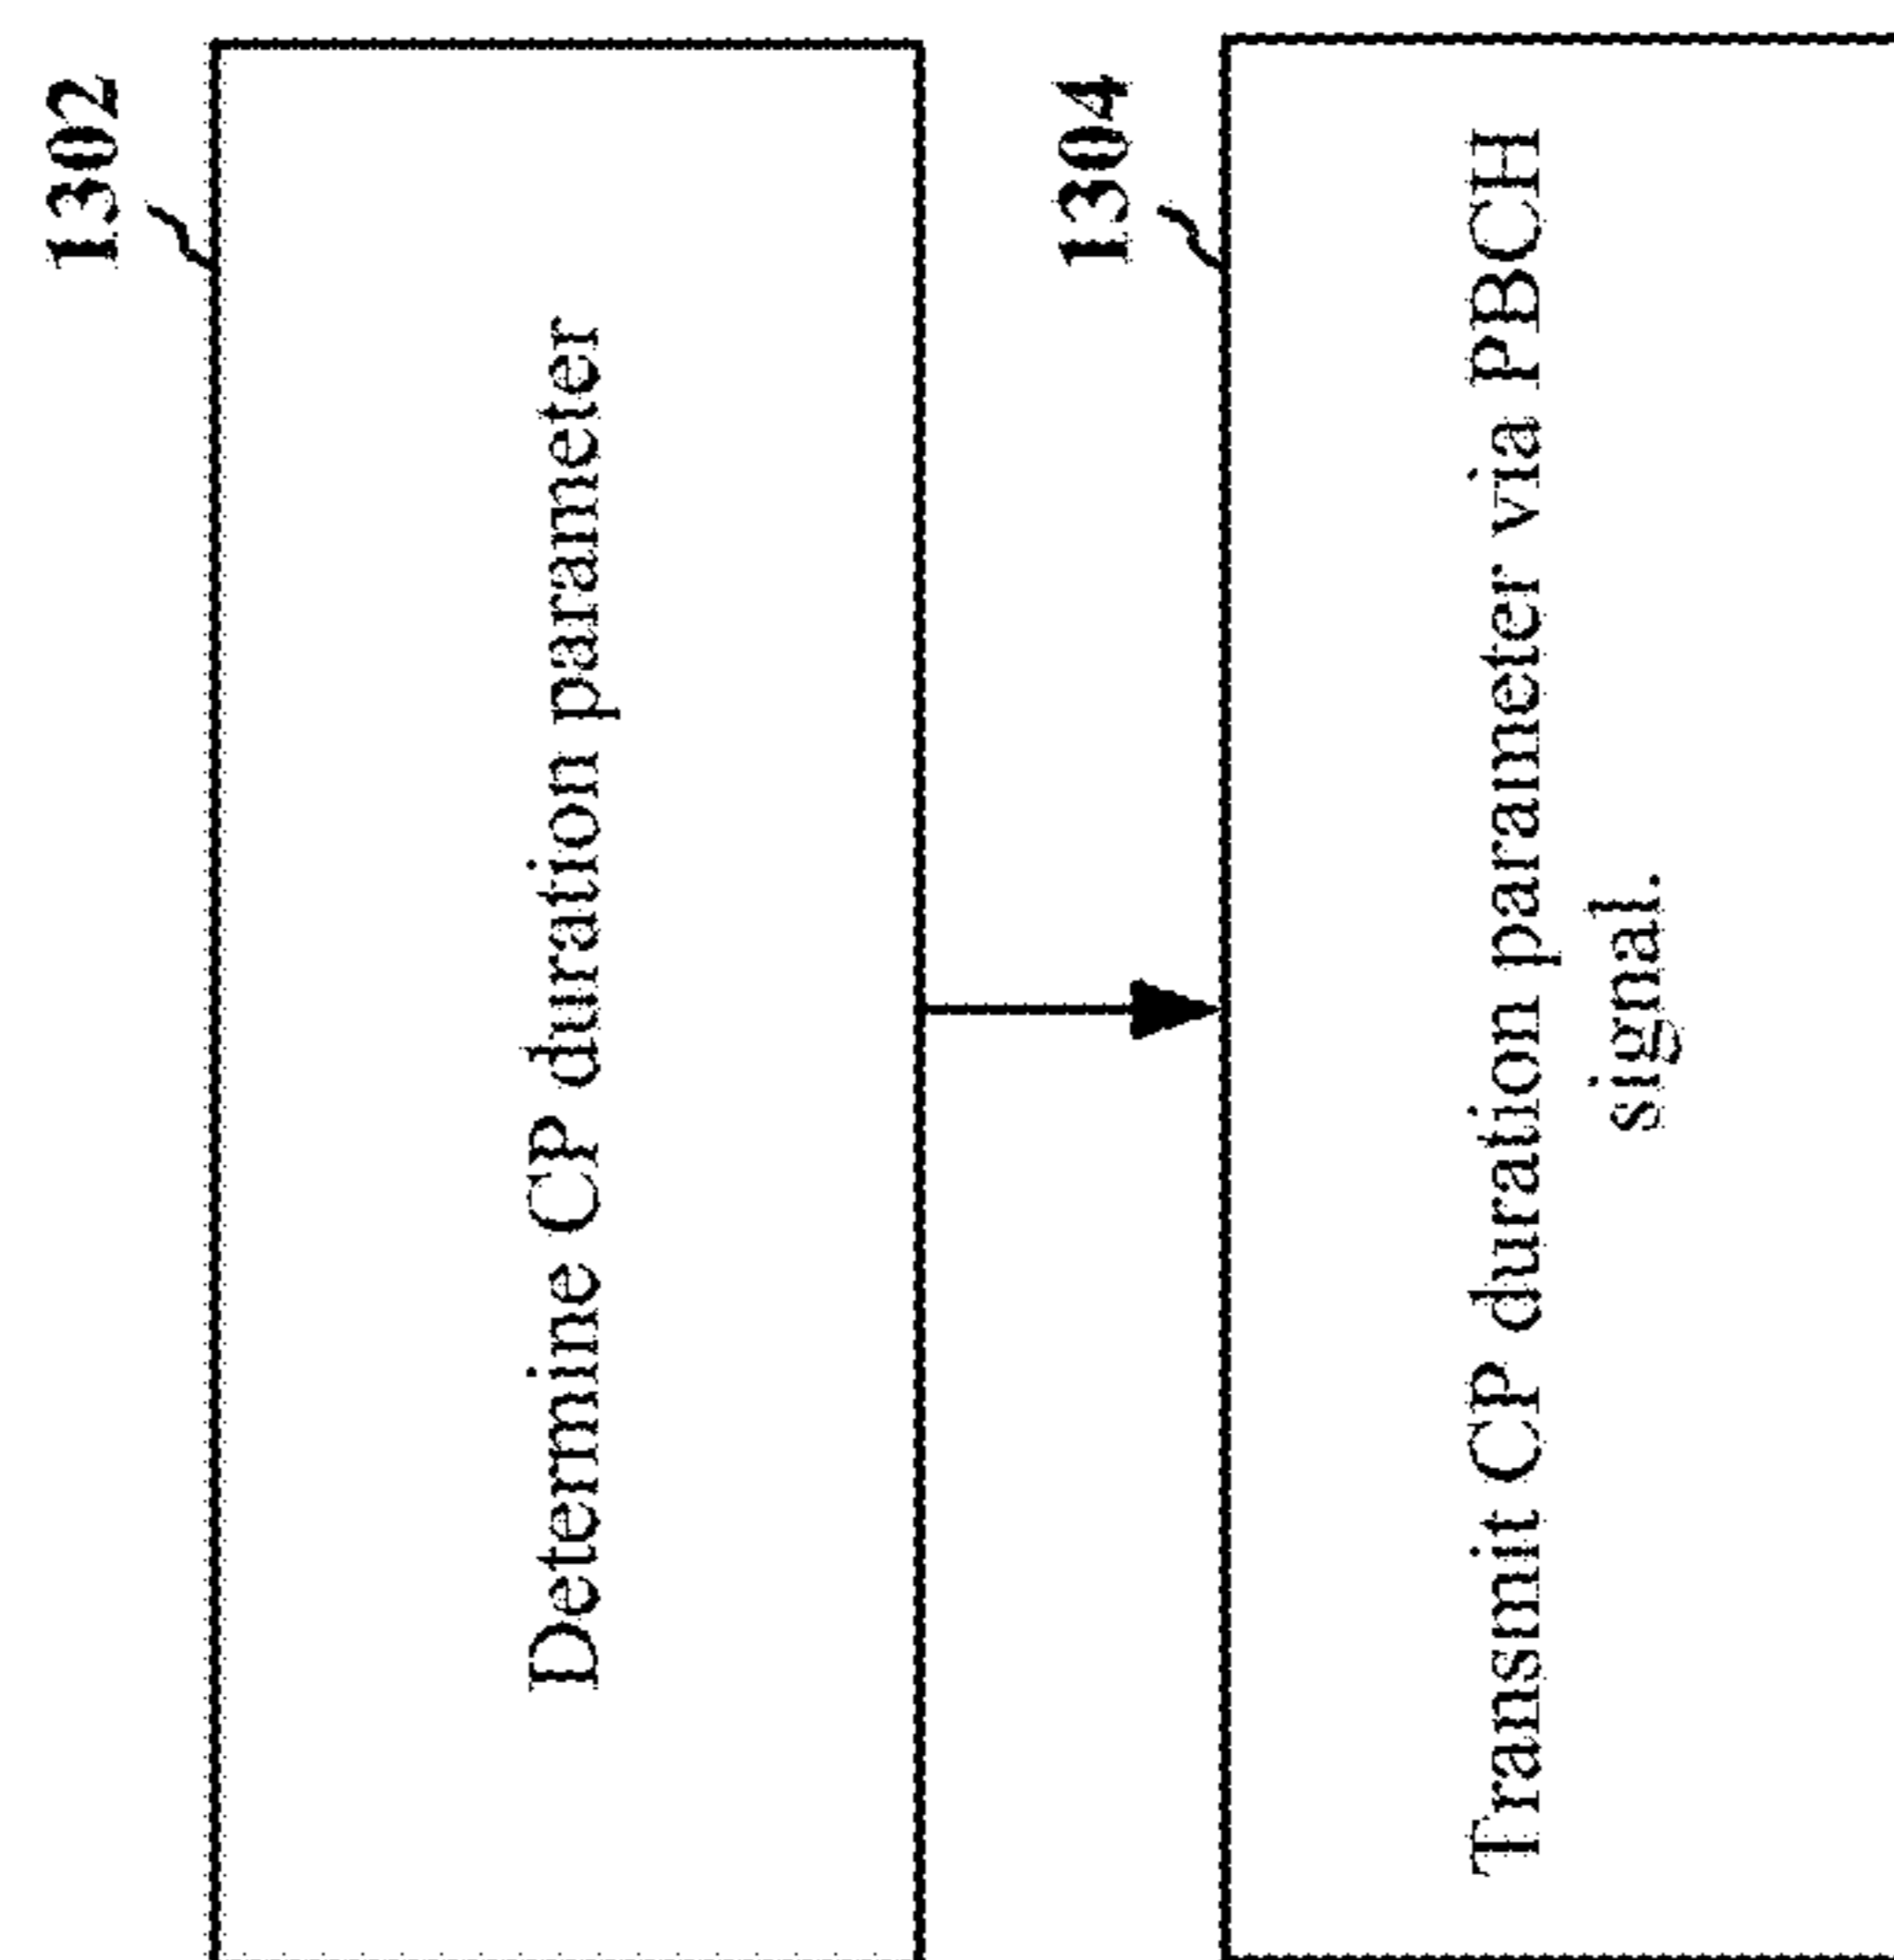 1302
Determine CP duration parameter
1304
Transmit CP duration parameter via PBCH
signal.